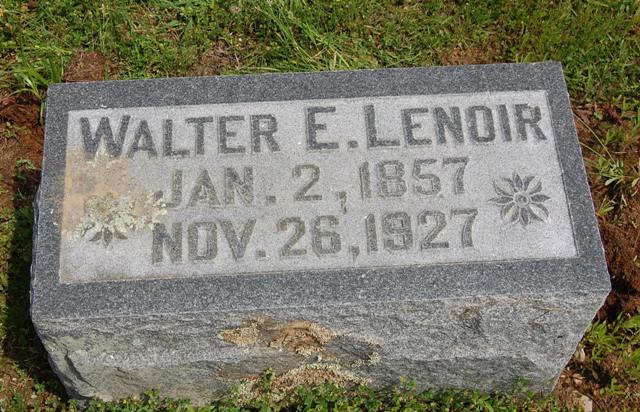 WALTER E. LENOIR
JAN. 2, 1857
NOV. 26, 1927